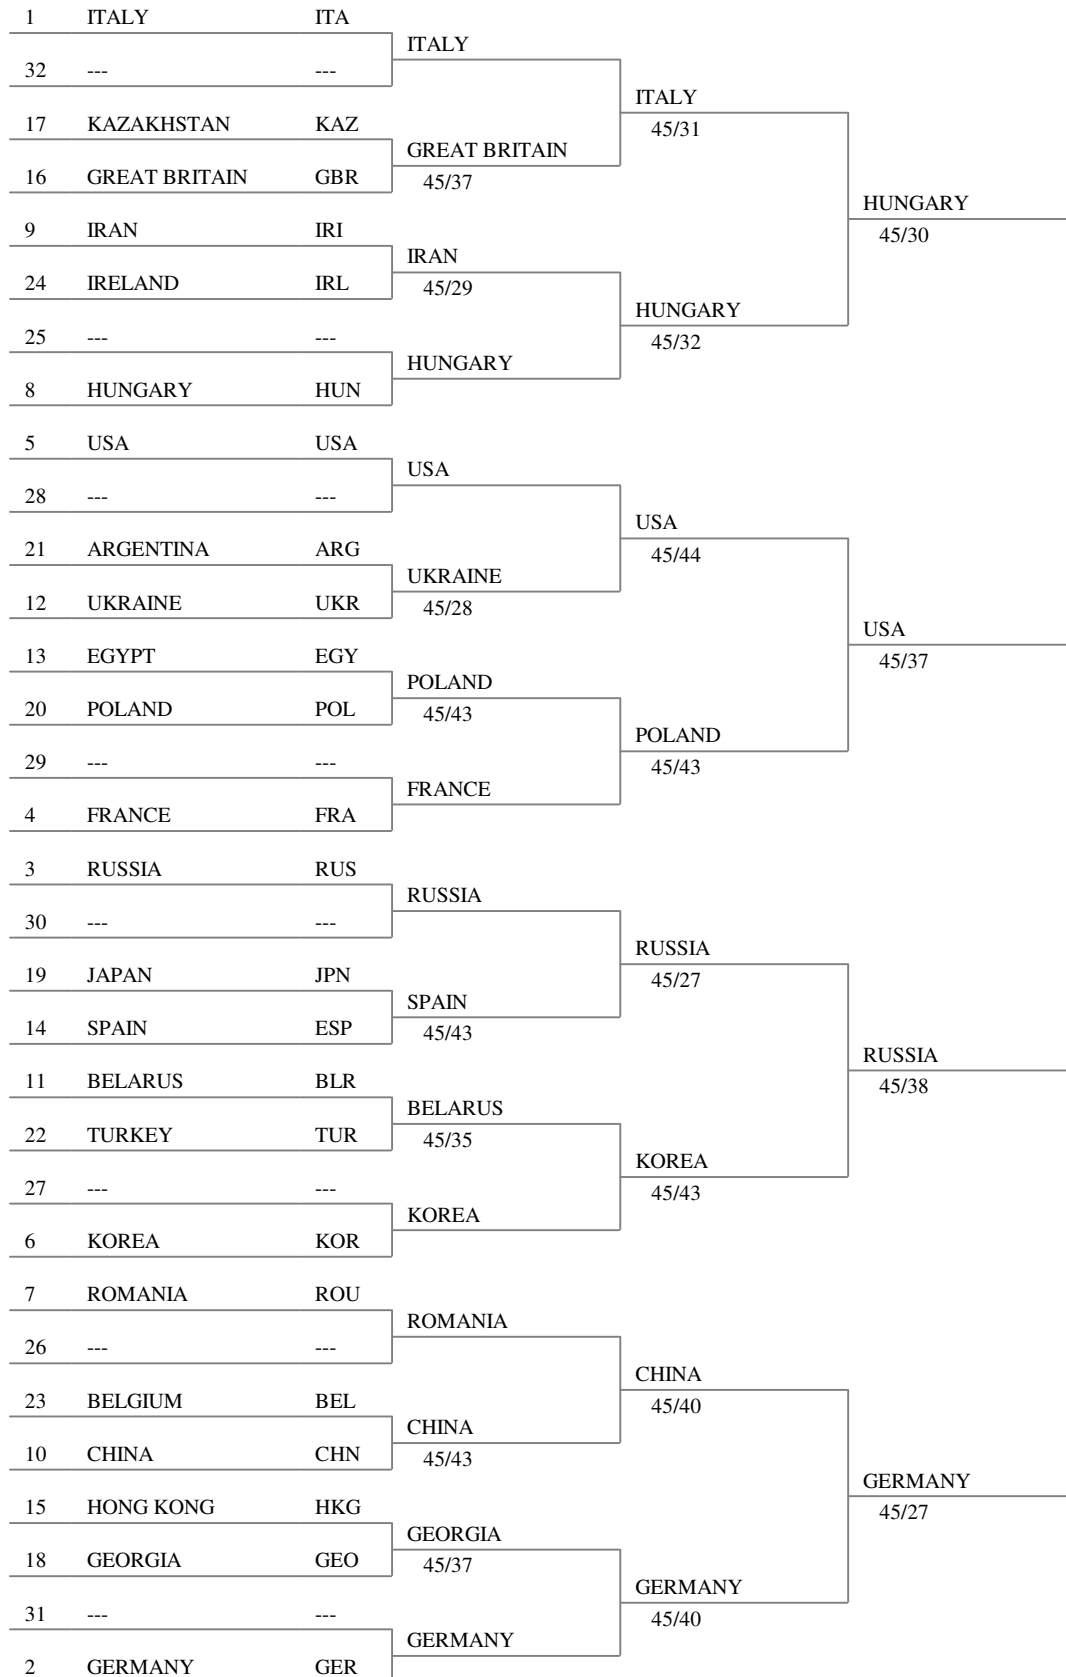 1 ITALY ITA
ITALY
32 --- ---
ITALY
17 KAZAKHSTAN KAZ
45/31
GREAT BRITAIN
16 GREAT BRITAIN GBR
45/37
HUNGARY
9 IRAN IRI
45/30
IRAN
24 IRELAND IRL
45/29
HUNGARY
25 --- ---
45/32
HUNGARY
8 HUNGARY HUN
5 USA USA
USA
28 --- ---
USA
21 ARGENTINA ARG
45/44
UKRAINE
12 UKRAINE UKR
45/28
USA
13 EGYPT EGY
45/37
POLAND
20 POLAND POL
45/43
POLAND
29 --- ---
45/43
FRANCE
4 FRANCE FRA
3 RUSSIA RUS
RUSSIA
30 --- ---
RUSSIA
19 JAPAN JPN
45/27
SPAIN
14 SPAIN ESP
45/43
RUSSIA
11 BELARUS BLR
45/38
BELARUS
22 TURKEY TUR
45/35
KOREA
27 --- ---
45/43
KOREA
6 KOREA KOR
7 ROMANIA ROU
ROMANIA
26 --- ---
CHINA
23 BELGIUM BEL
45/40
CHINA
10 CHINA CHN
45/43
GERMANY
15 HONG KONG HKG
45/27
GEORGIA
18 GEORGIA GEO
45/37
GERMANY
31 --- ---
45/40
GERMANY
2 GERMANY GER